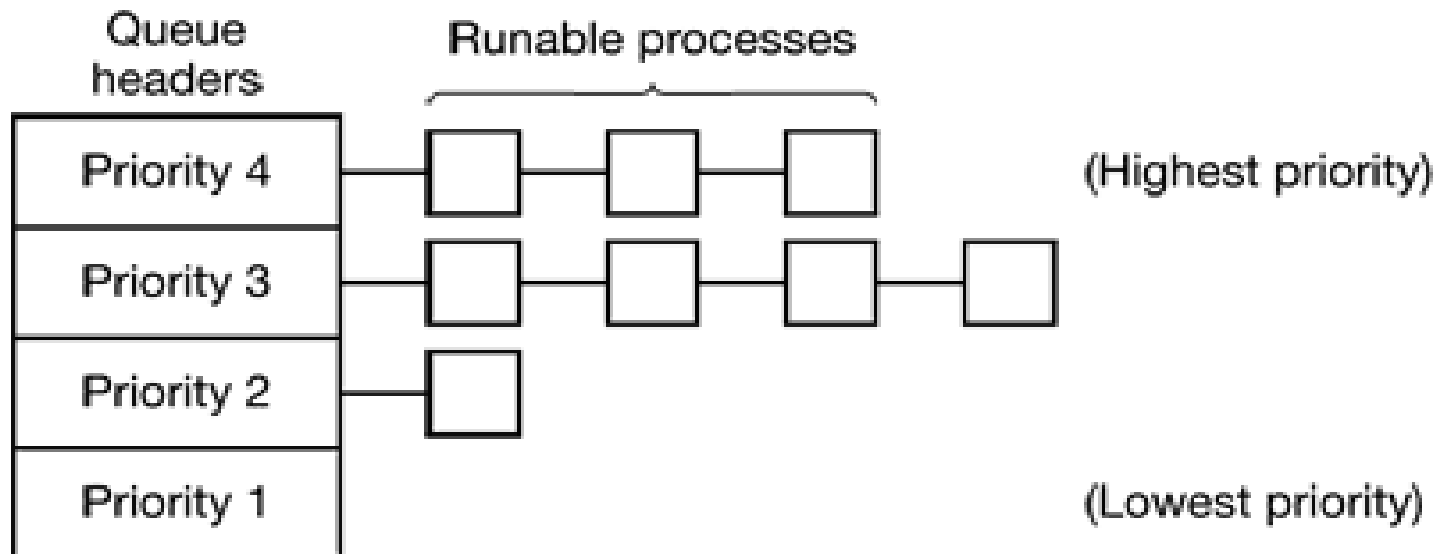 Queue
headers
Runable processes
Priority 4
(Highest priority)
Priority 3
Priority 2
Priority 1
(Lowest priority)